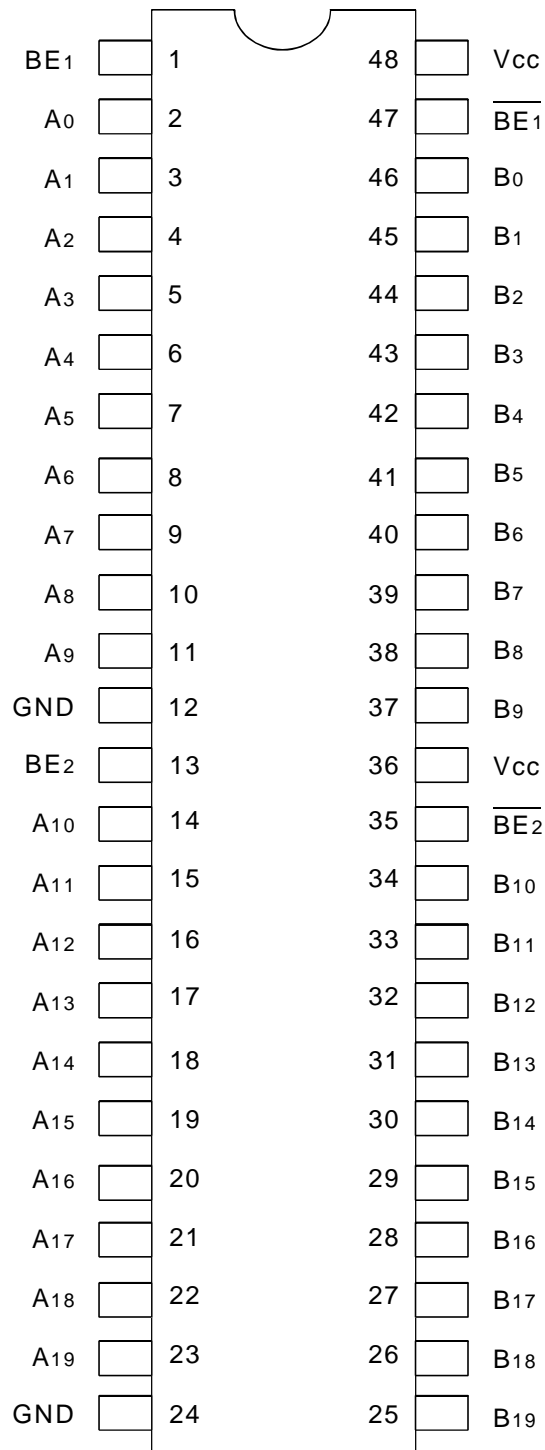 BE1 1 48 Vcc
A0 2 47 B̅E̅1̅
A1 3 46 B0
A2 4 45 B1
A3 5 44 B2
A4 6 43 B3
A5 7 42 B4
A6 8 41 B5
A7 9 40 B6
A8 10 39 B7
A9 11 38 B8
GND 12 37 B9
BE2 13 36 Vcc
A10 14 35 B̅E̅2̅
A11 15 34 B10
A12 16 33 B11
A13 17 32 B12
A14 18 31 B13
A15 19 30 B14
A16 20 29 B15
A17 21 28 B16
A18 22 27 B17
A19 23 26 B18
GND 24 25 B19